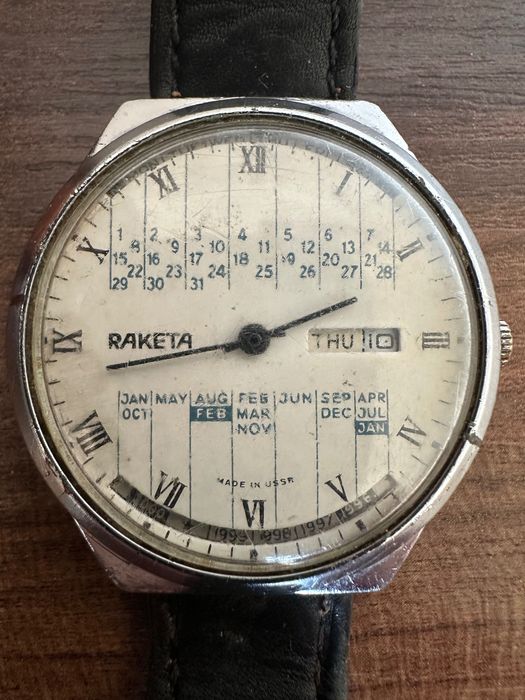 XII
XI I
X II
1 2 3 4 5 6 7
8 9 10 11 12 13 14
15 16 17 18 19 20 21
22 23 24 25 26 27 28
29 30 31
IX RAKETA THU 10 III
JAN MAY AUG FEB JUN SEP APR
OCT FEB MAR DEC JUL
NOV JAN
VIII IV
MADE IN USSR
VII VI V
1999 1998 1997 1996